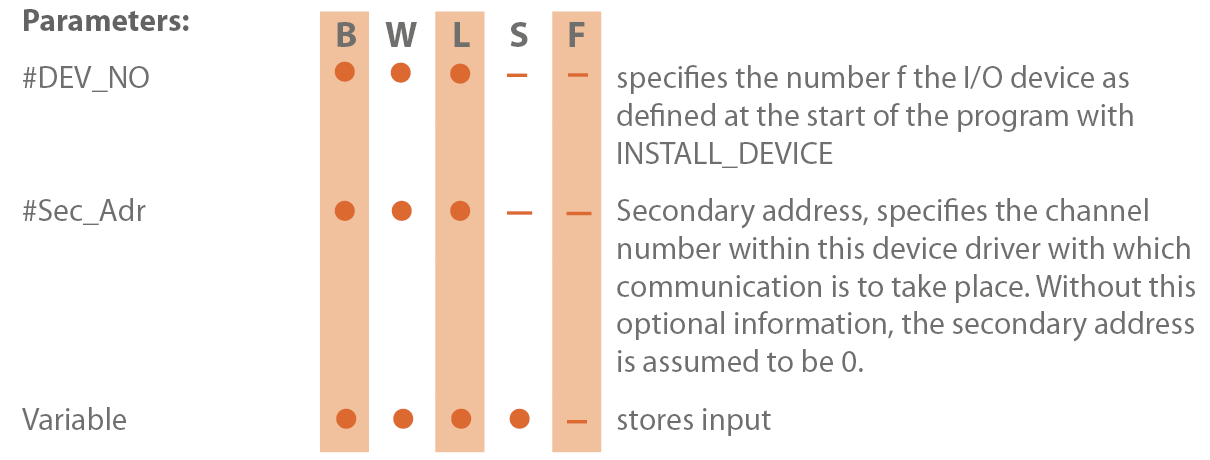 Parameters: B W L S F
#DEV_NO ● ● ● – – specifies the number f the I/O device as
defined at the start of the program with
INSTALL_DEVICE
#Sec_Adr ● ● ● – – Secondary address, specifies the channel
number within this device driver with which
communication is to take place. Without this
optional information, the secondary address
is assumed to be 0.
Variable ● ● ● ● – stores input